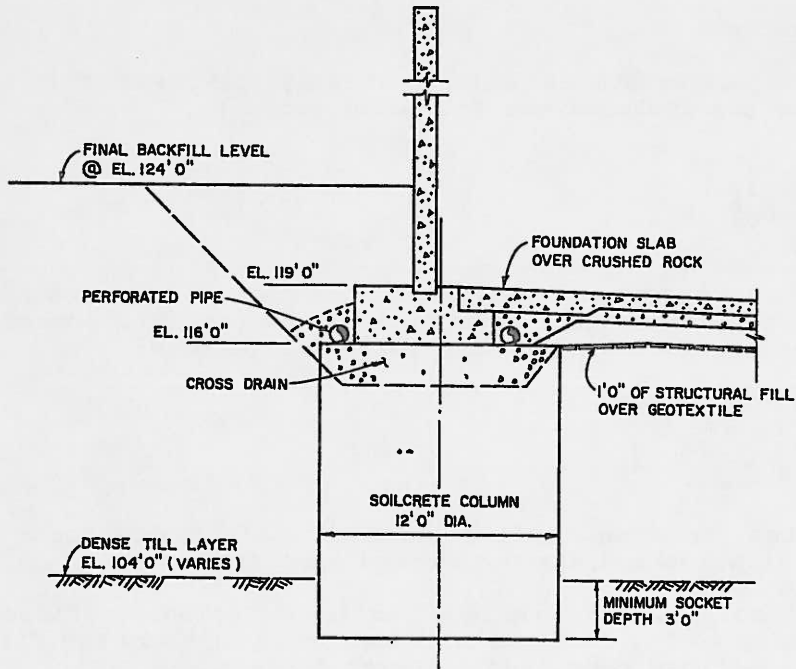 FINAL BACKFILL LEVEL
@ EL. 124'0"
EL. 119'0"
FOUNDATION SLAB
OVER CRUSHED ROCK
PERFORATED PIPE
EL. 116'0"
CROSS DRAIN
1'0" OF STRUCTURAL FILL
OVER GEOTEXTILE
SOILCRETE COLUMN
12'0" DIA.
DENSE TILL LAYER
EL. 104'0" (VARIES)
MINIMUM SOCKET
DEPTH 3'0"